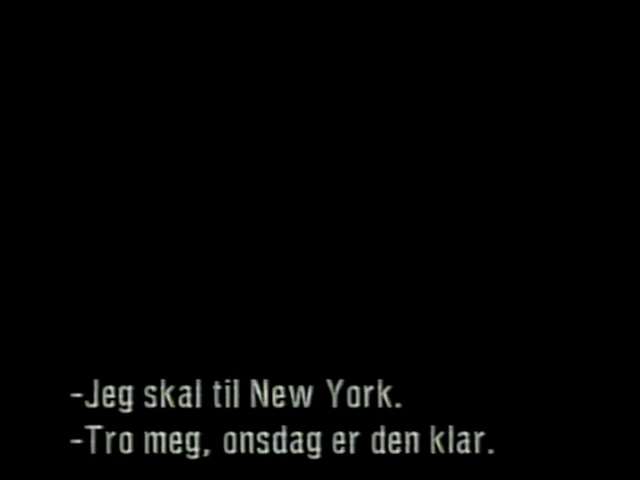 -Jeg skal til New York.
-Tro meg, onsdag er den klar.